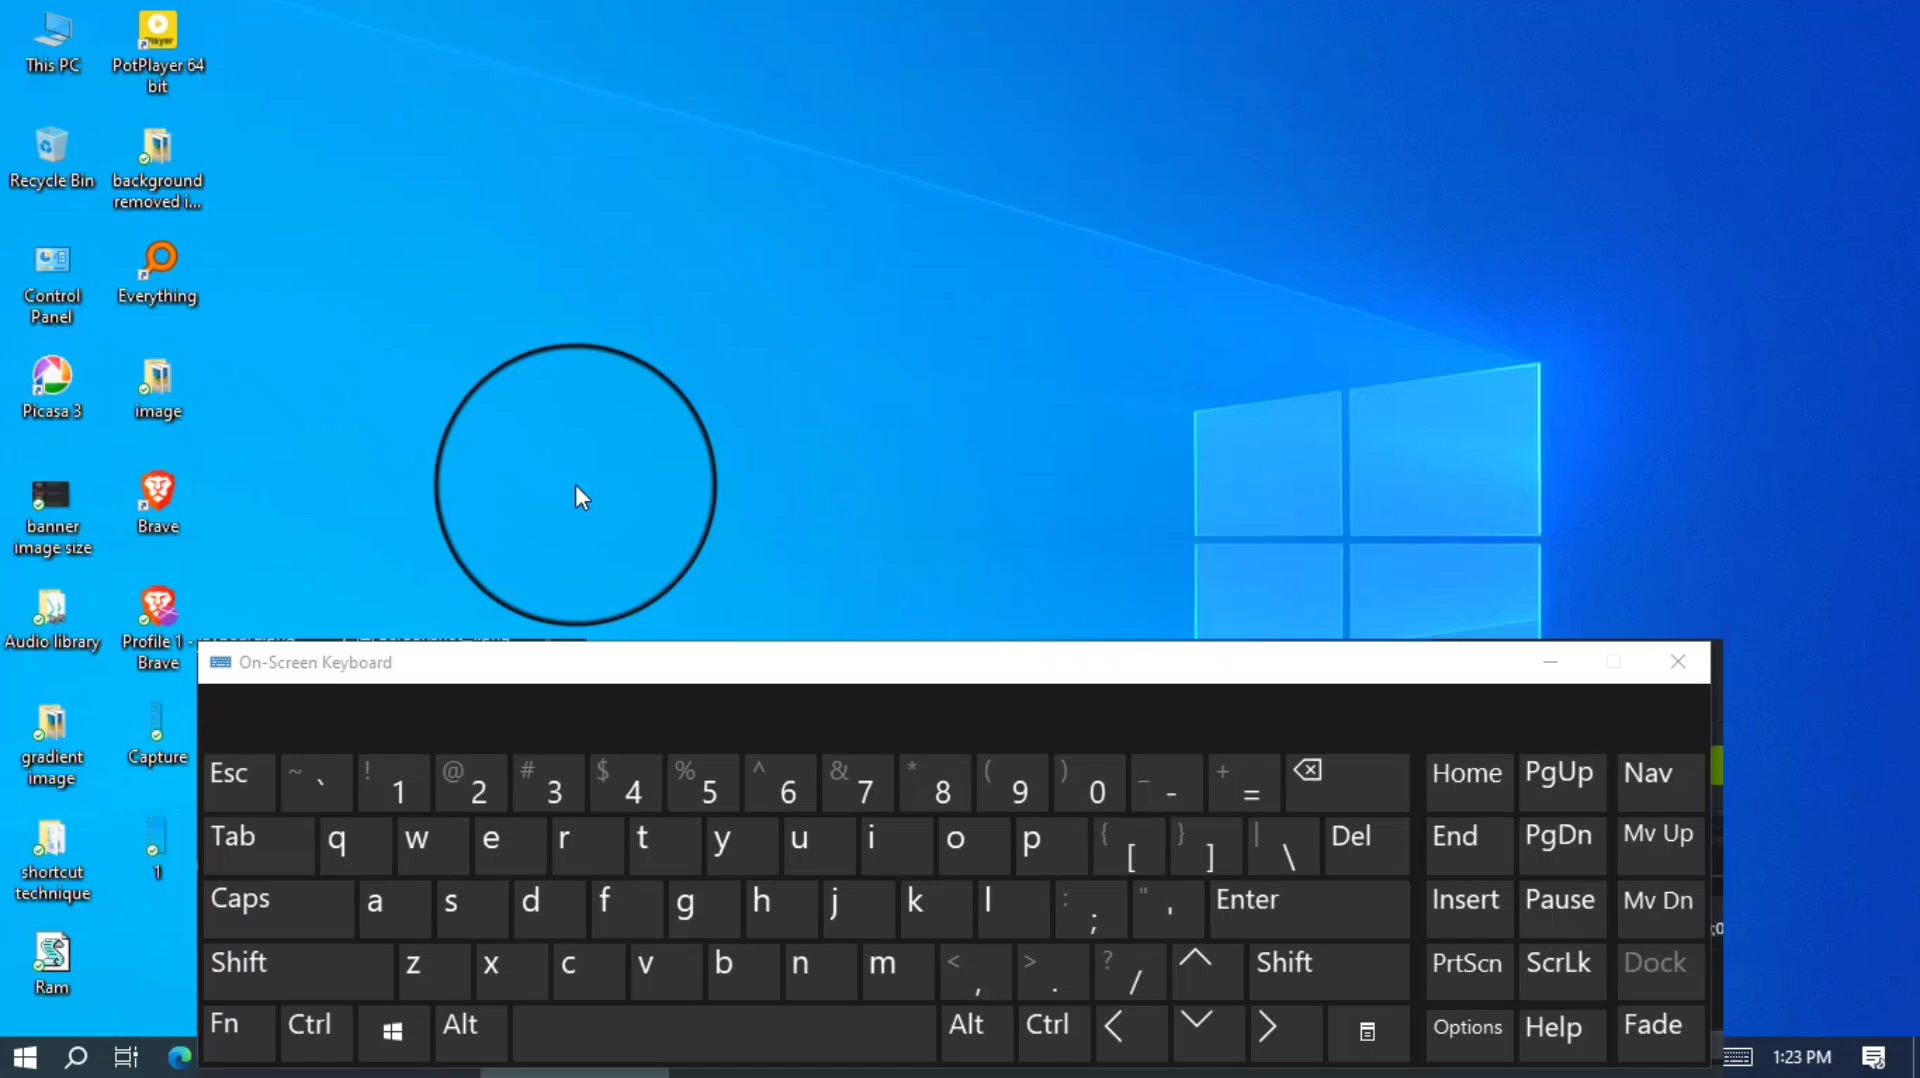 This PC
PotPlayer 64
bit
Recycle Bin
background
removed i...
Control
Panel
Everything
Picasa 3
image
banner
image size
Brave
Audio library
Profile 1 -
Brave
gradient
image
Capture
shortcut
technique
1
Ram
On-Screen Keyboard
Esc ~ ` ! 1 @ 2 # 3 $ 4 % 5 ^ 6 & 7 * 8 ( 9 ) 0 _ - + = Home PgUp Nav
Tab q w e r t y u i o p { [ } ] | \ Del End PgDn Mv Up
Caps a s d f g h j k l : ; " ' Enter Insert Pause Mv Dn
Shift z x c v b n m < , > . ? / Shift PrtScn ScrLk Dock
Fn Ctrl Alt Alt Ctrl Options Help Fade
1:23 PM